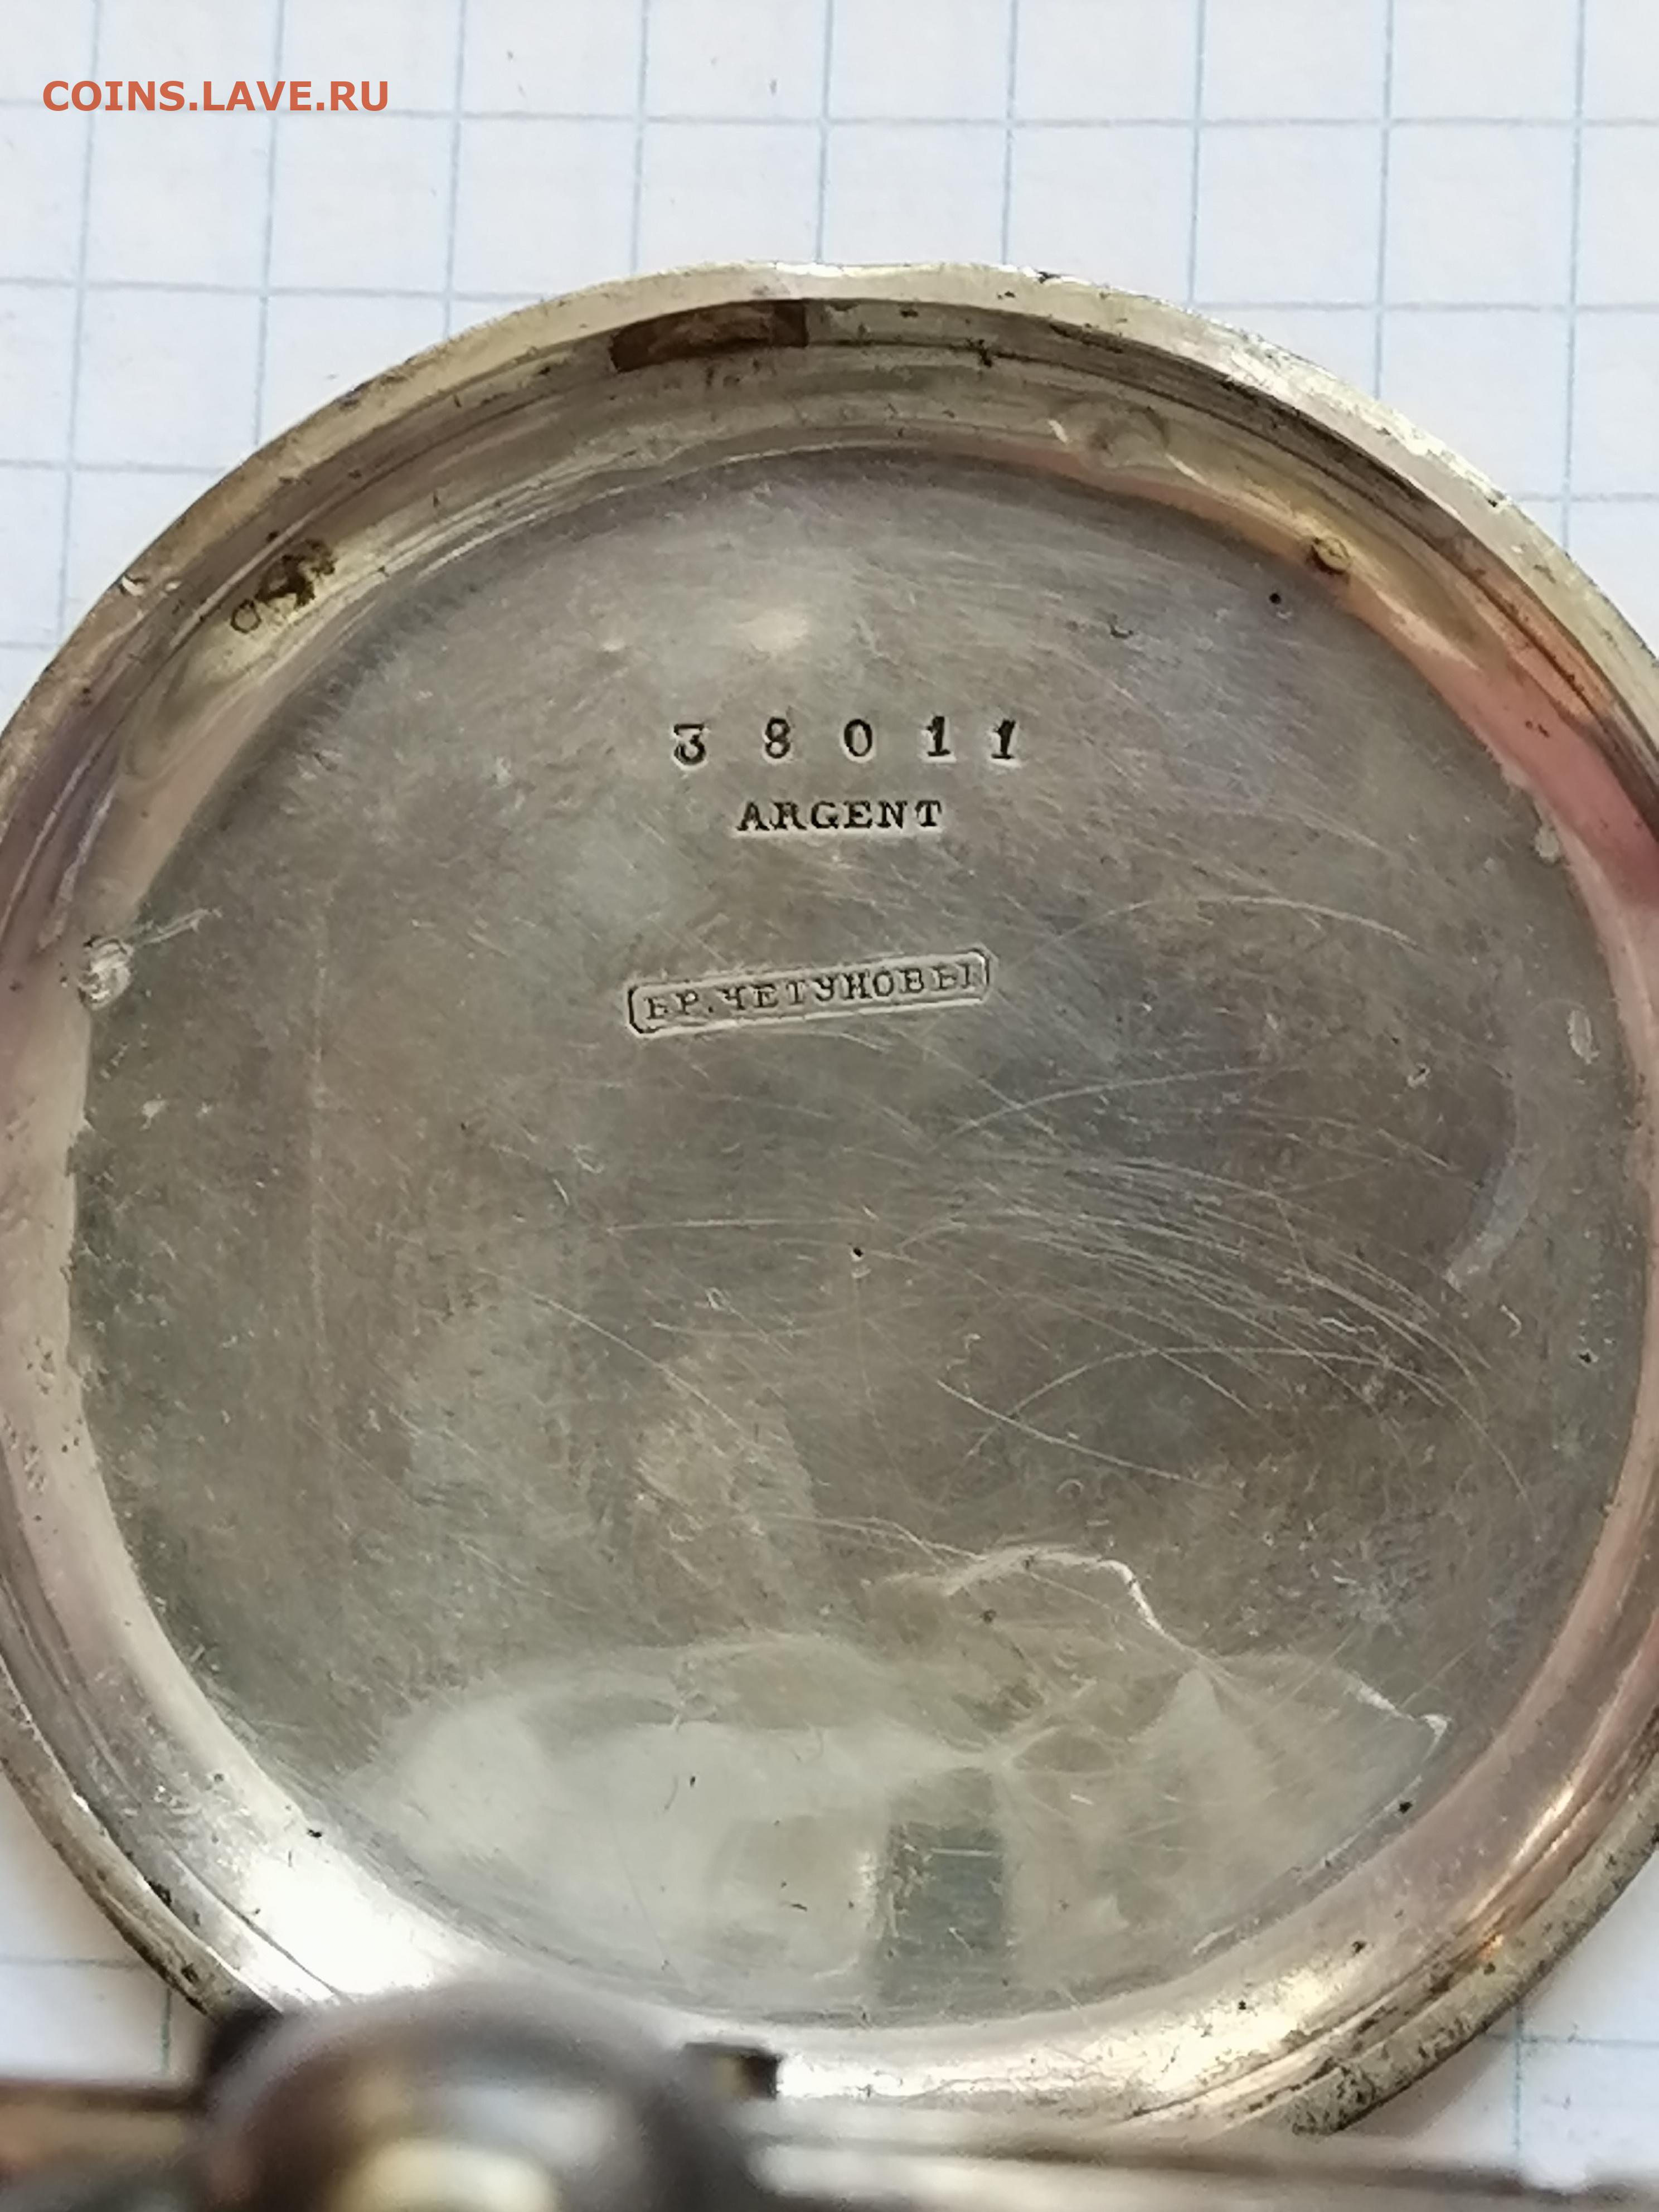 COINS.LAVE.RU
38011
ARGENT
БР.ЧЕТУНОВЫ